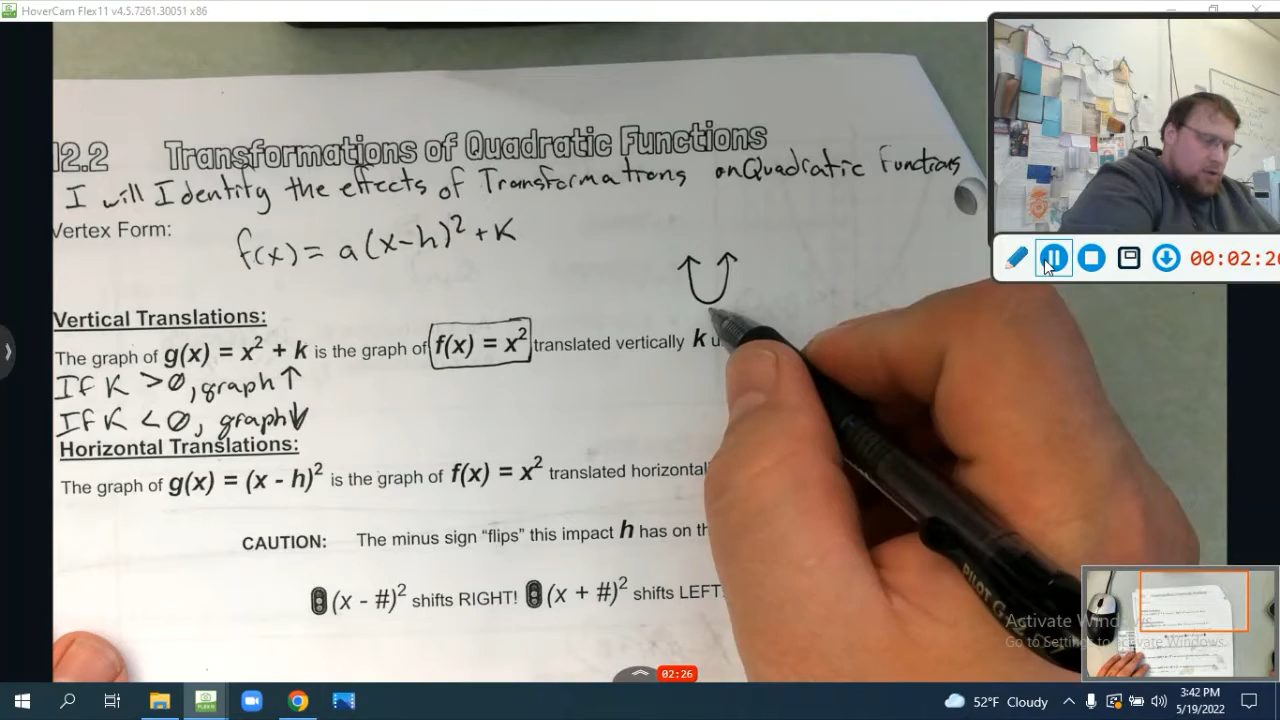 HoverCam Flex11 v4.5.7261.30051 x86
12.2 Transformations of Quadratic Functions
I will Identify the effects of Transformations on Quadratic Functions
Vertex Form: f(x) = a(x-h)² + K
Vertical Translations:
The graph of g(x) = x² + k is the graph of f(x) = x² translated vertically k u
If K > 0, graph ↑
If K < 0, graph ↓
Horizontal Translations:
The graph of g(x) = (x - h)² is the graph of f(x) = x² translated horizontal
CAUTION: The minus sign "flips" this impact h has on th
(x - #)² shifts RIGHT! (x + #)² shifts LEFT
00:02:26
PILOT G
Activate Windows
Go to Settings to activate Windows.
02:26
52°F Cloudy
3:42 PM
5/19/2022